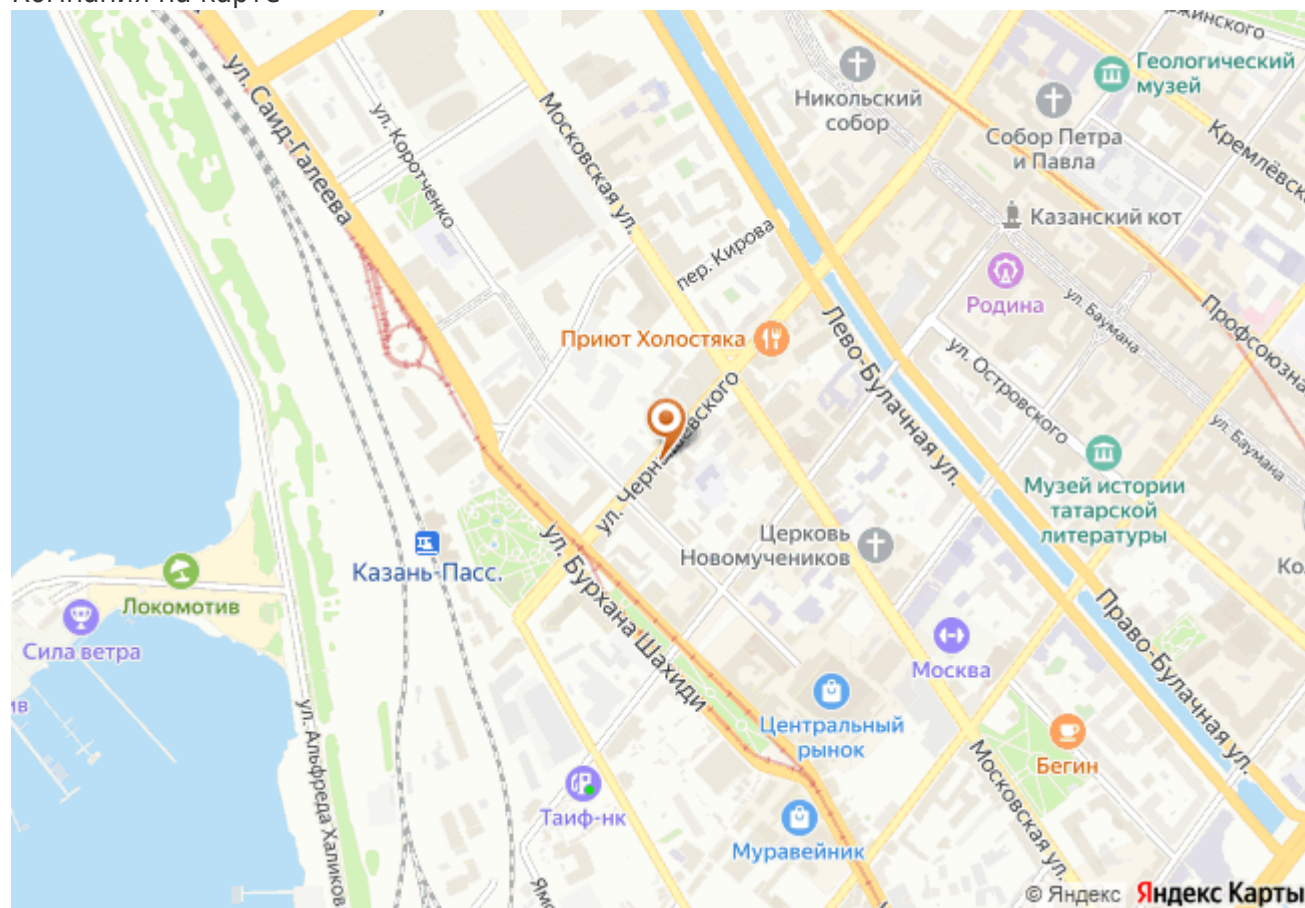 ул. Саид-Галеева
ул. Коротченко
Московская ул.
Никольский
собор
Геологический
музей
Собор Петра
и Павла
Кремлёвск
Казанский кот
пер. Кирова
Родина
ул. Баумана
Профсоюзна
Приют Холостяка
Лево-Булачная ул.
ул. Островского
ул. Баумана
Музей истории
татарской
литературы
Церковь
Новомучеников
Казань-Пасс.
Локомотив
Сила ветра
ул. Бурхана Шахиди
Право-Булачная ул.
Москва
Центральный
рынок
Бегин
ул. Альфреда Халиков
Таиф-нк
Муравейник
Московская ул.
© Яндекс Яндекс Карты